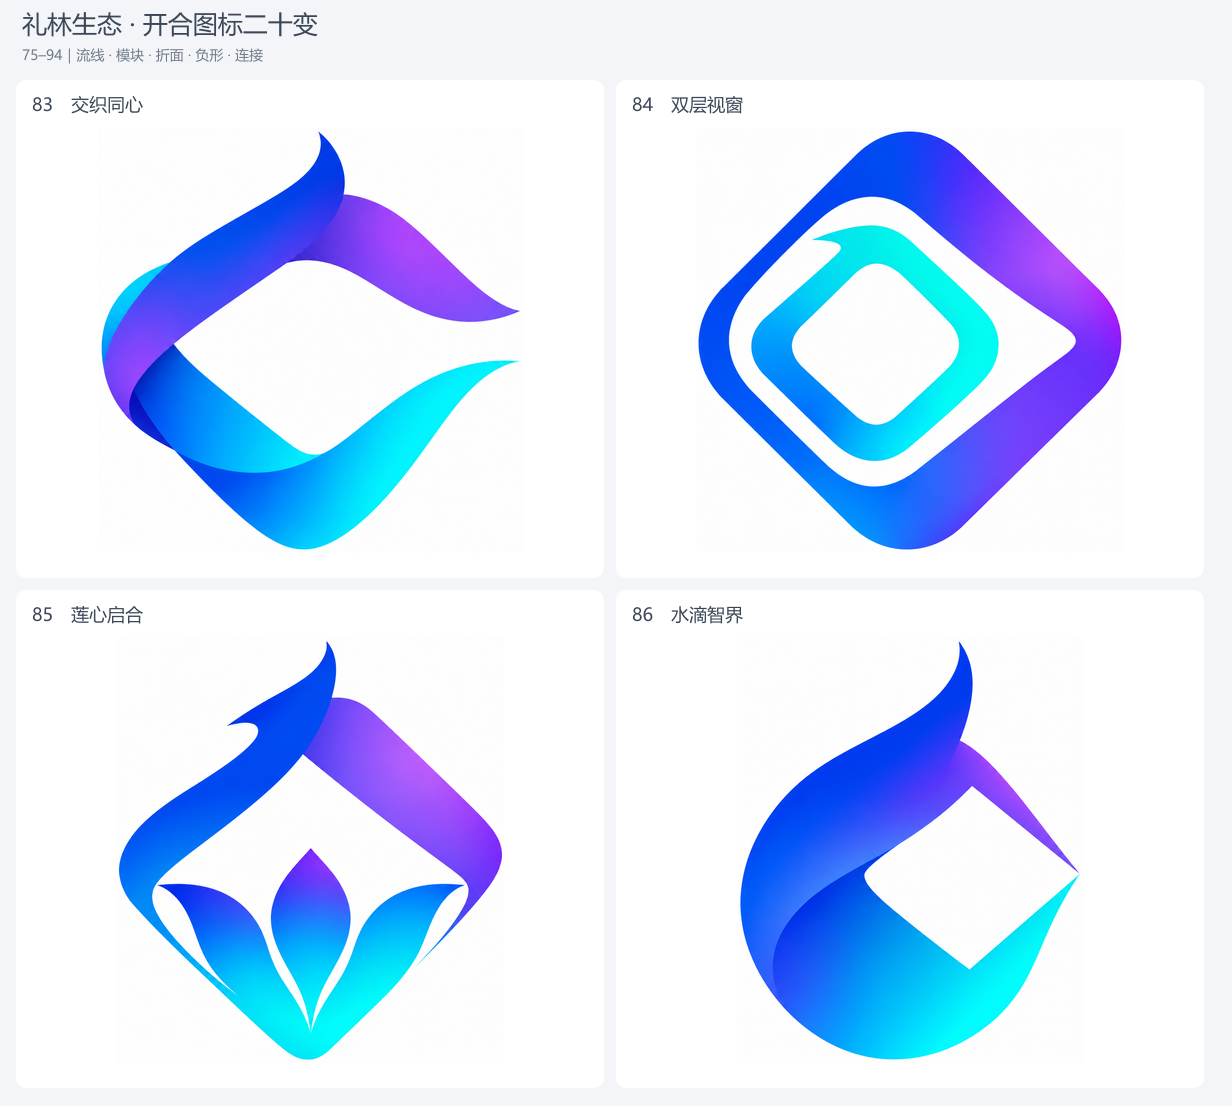 礼林生态 · 开合图标二十变
75–94 | 流线 · 模块 · 折面 · 负形 · 连接
83 交织同心
84 双层视窗
85 莲心启合
86 水滴智界